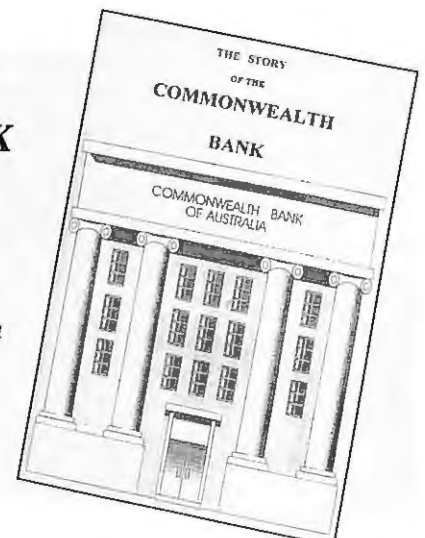 THE STORY
OF THE
COMMONWEALTH
BANK
COMMONWEALTH BANK
OF AUSTRALIA
K